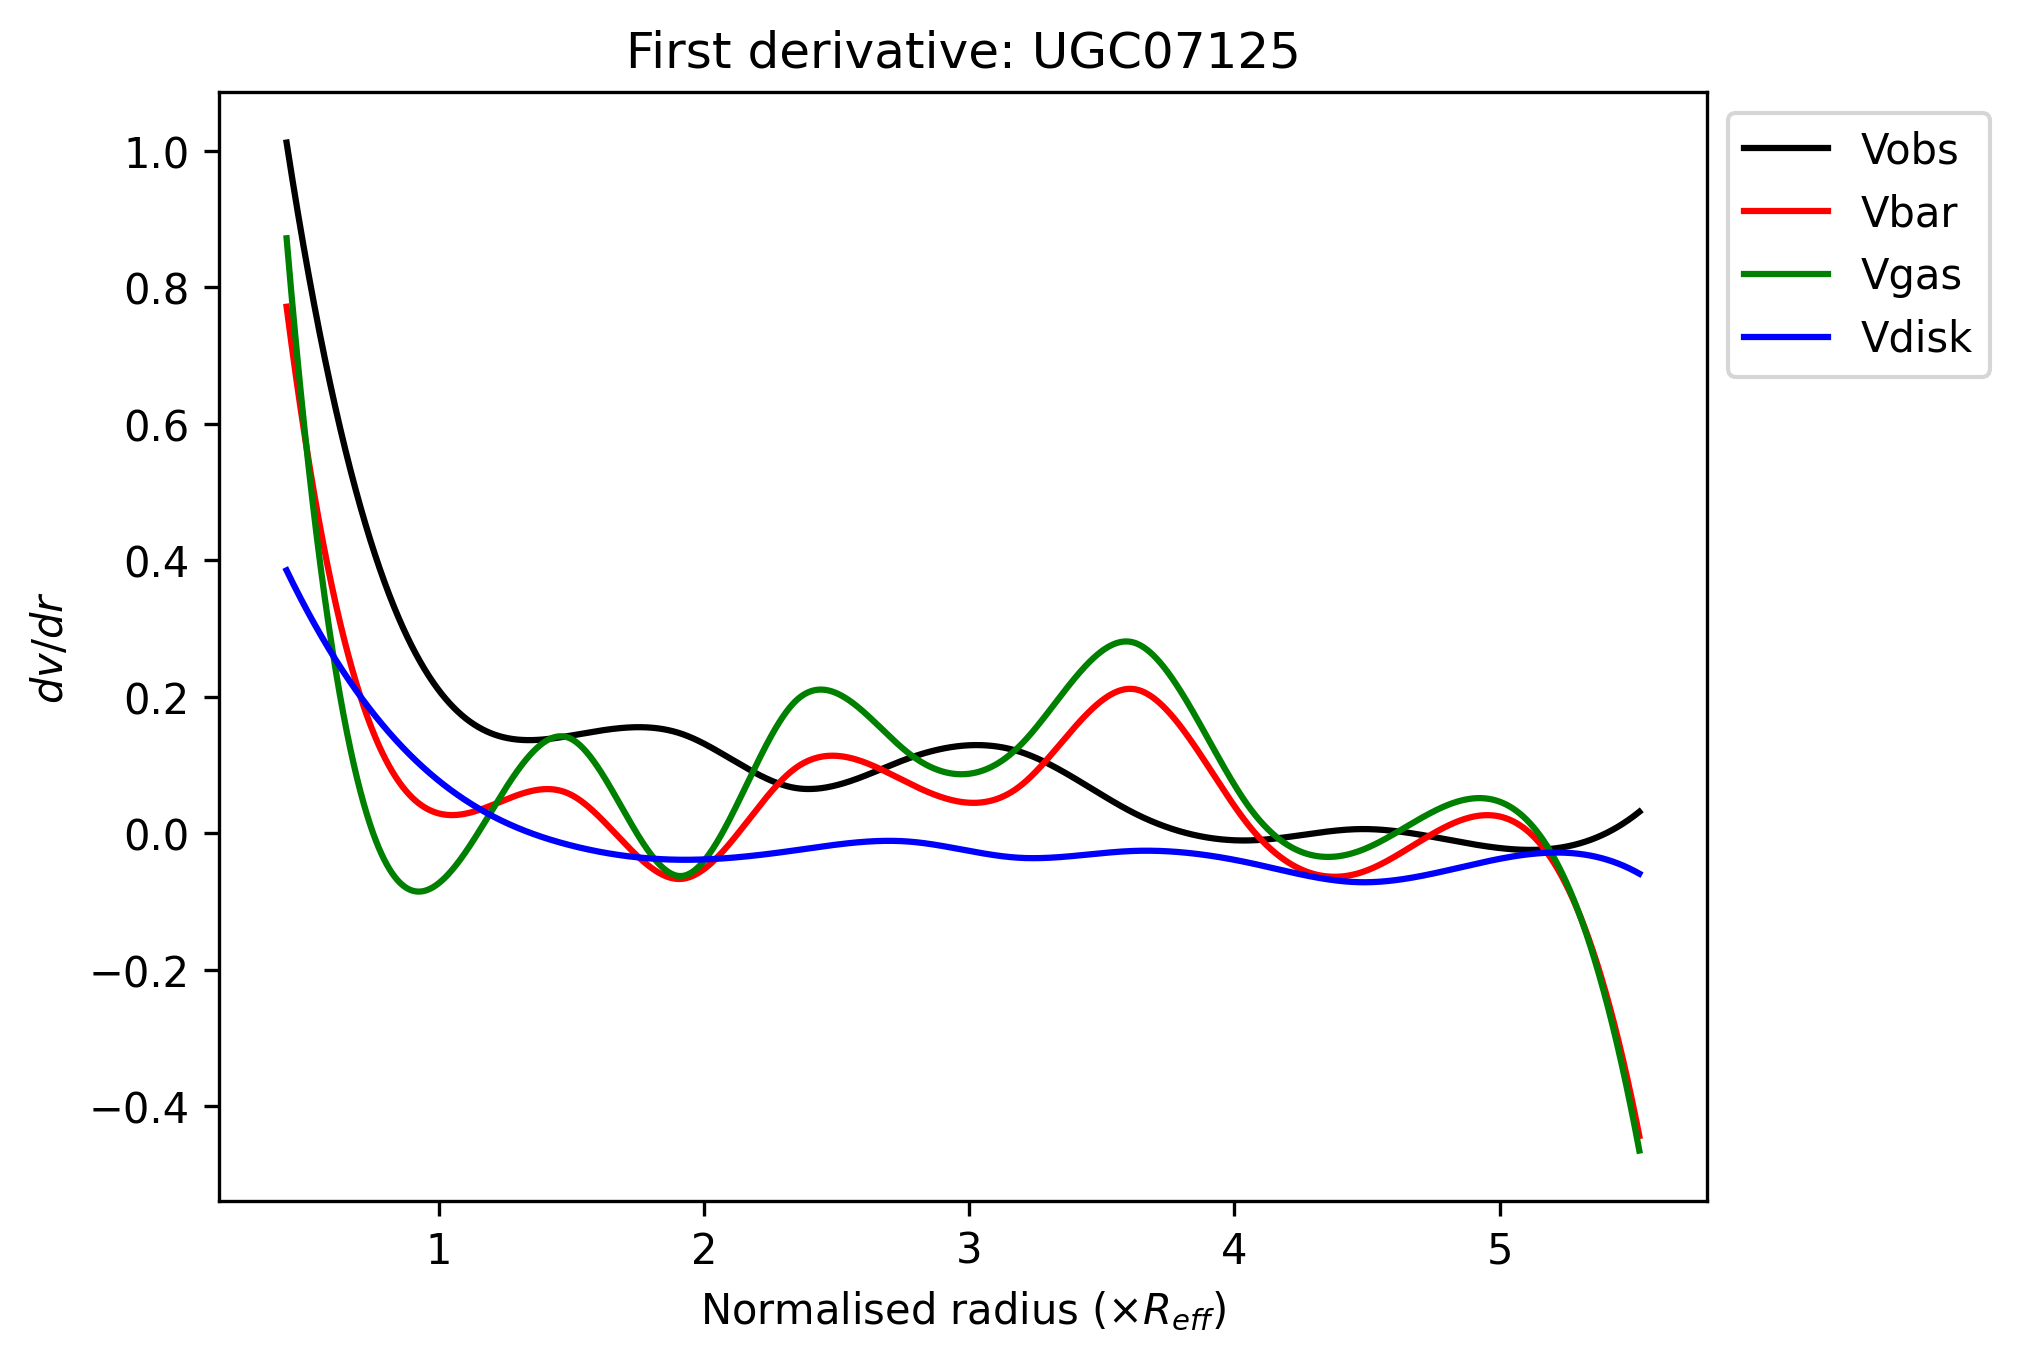 First derivative: UGC07125
1.0
0.8
0.6
0.4
0.2
0.0
−0.2
−0.4
dv/dr
1 2 3 4 5
Normalised radius (×R_eff)
Vobs
Vbar
Vgas
Vdisk